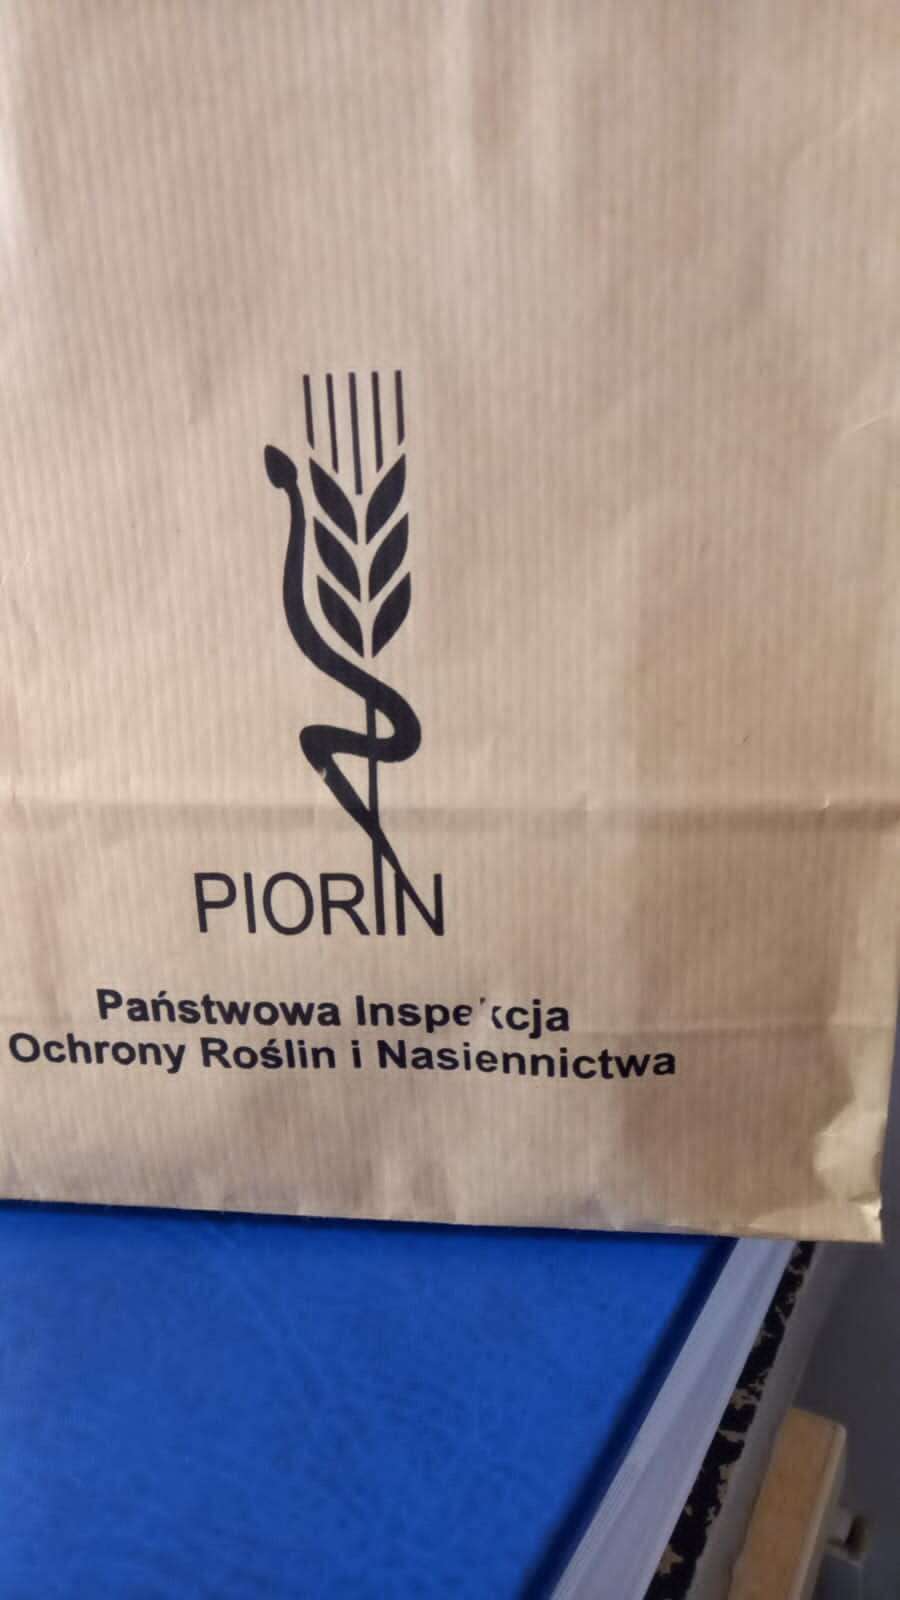 PIORIN
Państwowa Inspekcja
Ochrony Roślin i Nasiennictwa